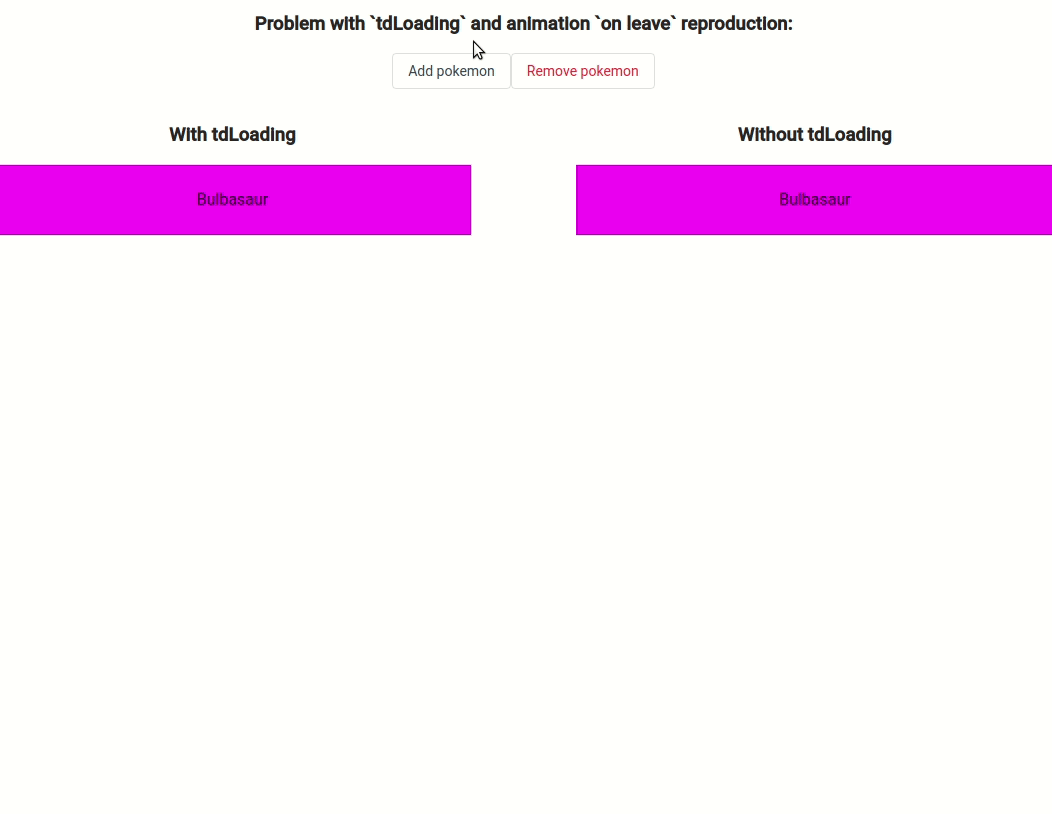 Problem with `tdLoading` and animation `on leave` reproduction:
Add pokemon Remove pokemon
With tdLoading Without tdLoading
Bulbasaur Bulbasaur